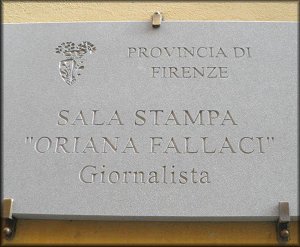 PROVINCIA DI
FIRENZE
SALA STAMPA
"ORIANA FALLACI"
Giornalista